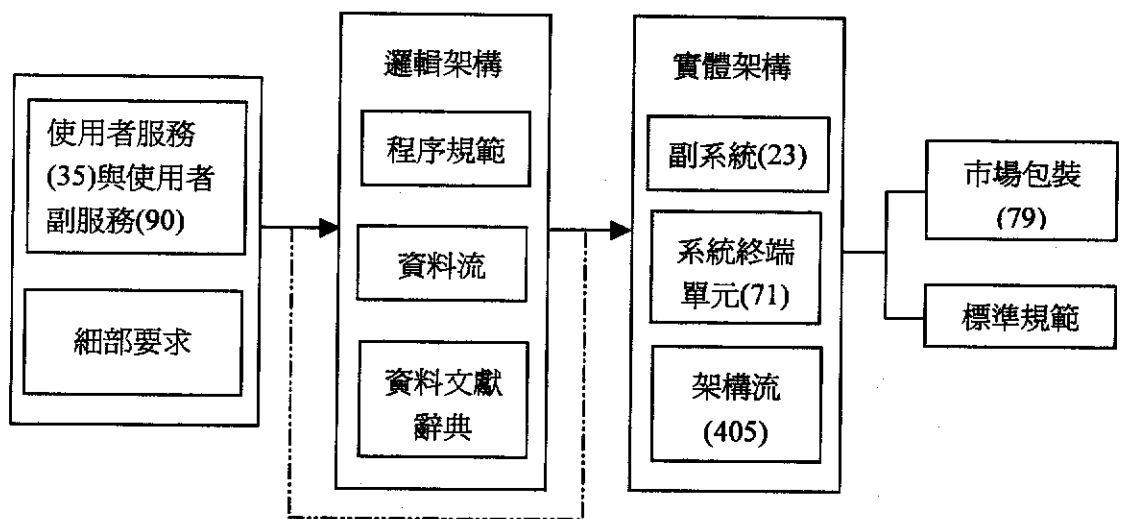 使用者服務
(35)與使用者
副服務(90)
細部要求
邏輯架構
程序規範
資料流
資料文獻
辭典
實體架構
副系統(23)
系統終端
單元(71)
架構流
(405)
市場包裝
(79)
標準規範